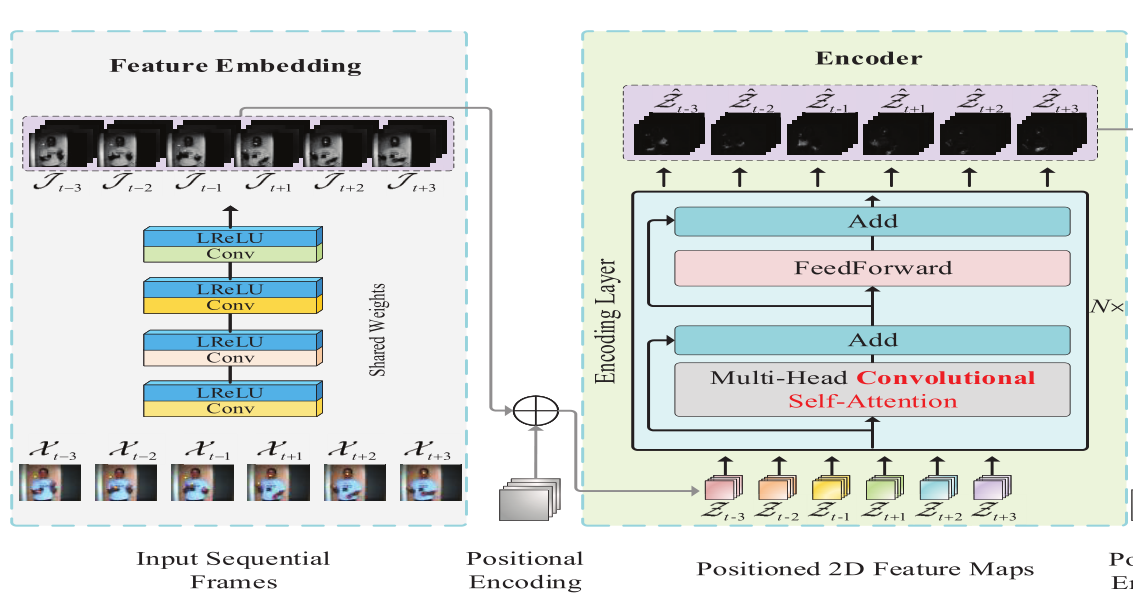 Feature Embedding
𝒥t−3 𝒥t−2 𝒥t−1 𝒥t+1 𝒥t+2 𝒥t+3
LReLU
Conv
LReLU
Conv
LReLU
Conv
LReLU
Conv
Shared Weights
𝒳t−3 𝒳t−2 𝒳t−1 𝒳t+1 𝒳t+2 𝒳t+3
Input Sequential
Frames
Positional
Encoding
Encoder
𝒵̂t-3 𝒵̂t-2 𝒵̂t-1 𝒵̂t+1 𝒵̂t+2 𝒵̂t+3
Add
FeedForward
Add
Multi-Head Convolutional
Self-Attention
Encoding Layer
N×
𝒵t-3 𝒵t-2 𝒵t-1 𝒵t+1 𝒵t+2 𝒵t+3
Positioned 2D Feature Maps